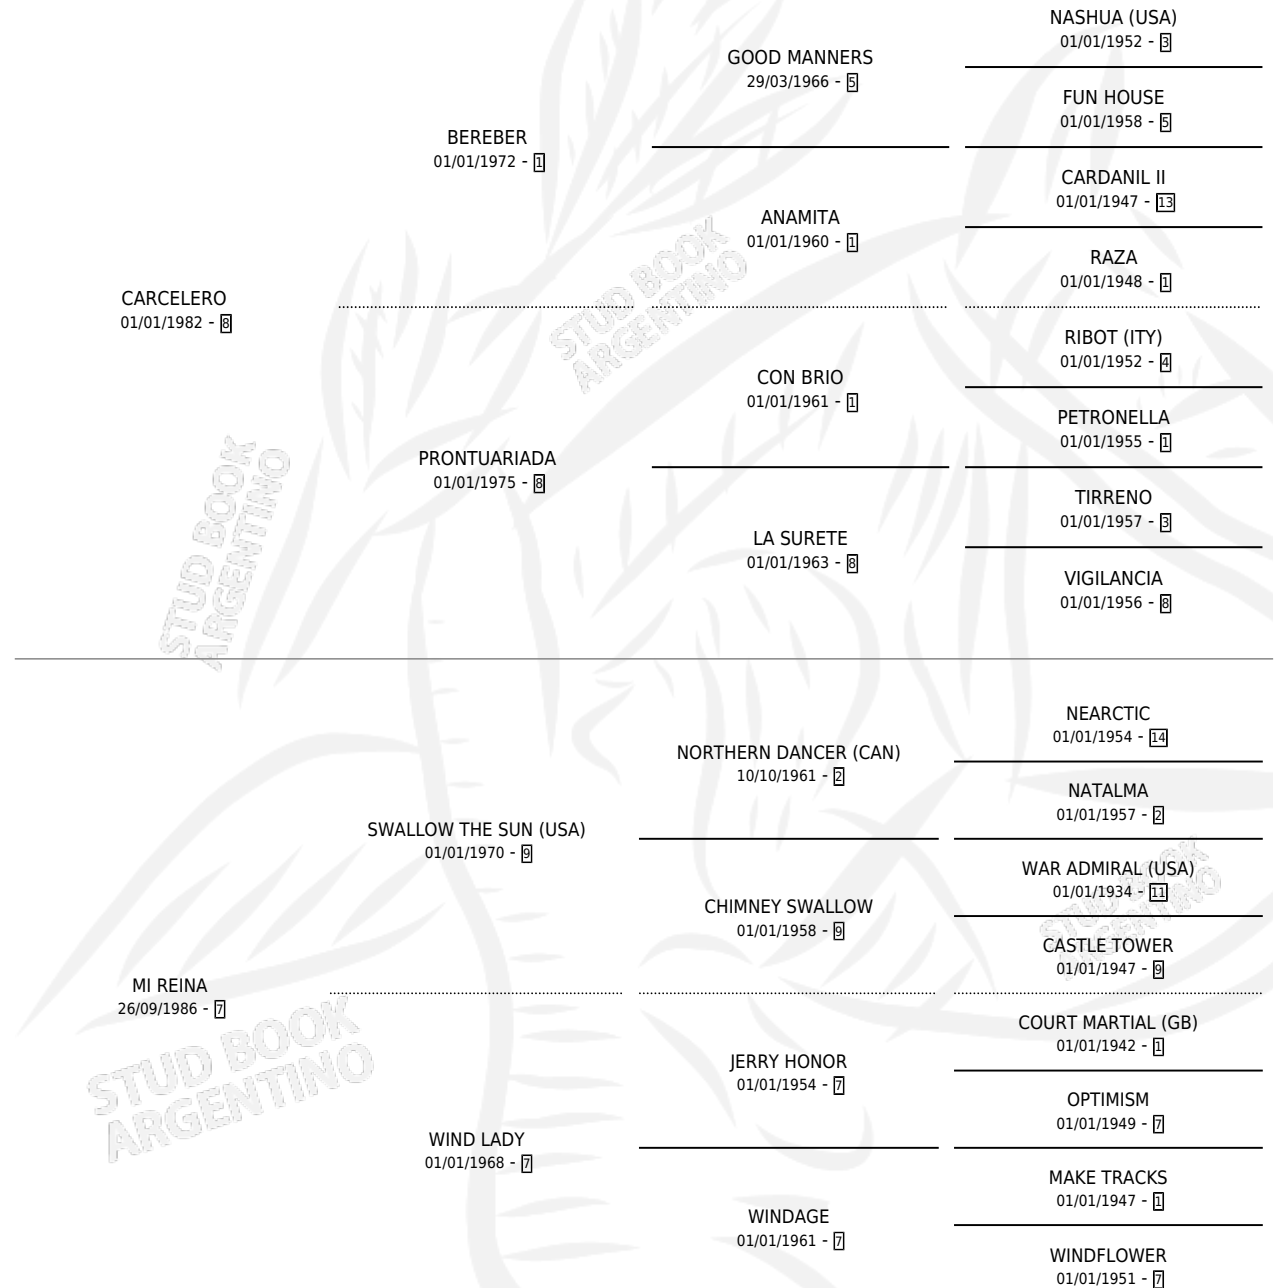 NASHUA (USA)
01/01/1952 - 3
GOOD MANNERS
29/03/1966 - 5
FUN HOUSE
01/01/1958 - 5
BEREBER
01/01/1972 - 1
CARDANIL II
01/01/1947 - 13
ANAMITA
01/01/1960 - 1
RAZA
01/01/1948 - 1
CARCELERO
01/01/1982 - 8
STUD BOOK
ARGENTINO
RIBOT (ITY)
01/01/1952 - 4
CON BRIO
01/01/1961 - 1
PETRONELLA
01/01/1955 - 1
PRONTUARIADA
01/01/1975 - 8
TIRRENO
01/01/1957 - 3
LA SURETE
01/01/1963 - 8
VIGILANCIA
01/01/1956 - 8
STUD BOOK
ARGENTINO
NEARCTIC
01/01/1954 - 14
NORTHERN DANCER (CAN)
10/10/1961 - 2
NATALMA
01/01/1957 - 2
SWALLOW THE SUN (USA)
01/01/1970 - 9
WAR ADMIRAL (USA)
01/01/1934 - 11
STUD BOOK
ARGENTINO
CHIMNEY SWALLOW
01/01/1958 - 9
CASTLE TOWER
01/01/1947 - 9
MI REINA
26/09/1986 - 7
STUD BOOK
ARGENTINO
COURT MARTIAL (GB)
01/01/1942 - 1
JERRY HONOR
01/01/1954 - 7
OPTIMISM
01/01/1949 - 7
WIND LADY
01/01/1968 - 7
MAKE TRACKS
01/01/1947 - 1
WINDAGE
01/01/1961 - 7
WINDFLOWER
01/01/1951 - 7